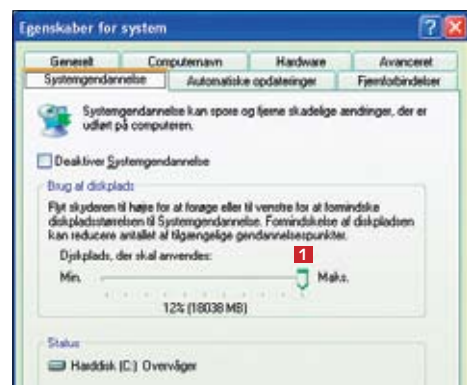 Egenskaber for system
Generelt Computernavn Hardware Avanceret
Systemgendannelse Automatiske opdateringer Fjernforbindelser
Systemgendannelse kan spore og fjerne skadelige ændringer, der er
udført på computeren.
Deaktiver Systemgendannelse
Brug af diskplads
Flyt skyderen til højre for at forøge eller til venstre for at formindske
diskpladsstørrelsen til Systemgendannelse. Formindskelse af diskpladsen
kan reducere antallet af tilgængelige gendannelsespunkter.
Diskplads, der skal anvendes:
1
Min. Maks.
12% (18038 MB)
Status
Harddisk (C:) Overvåger